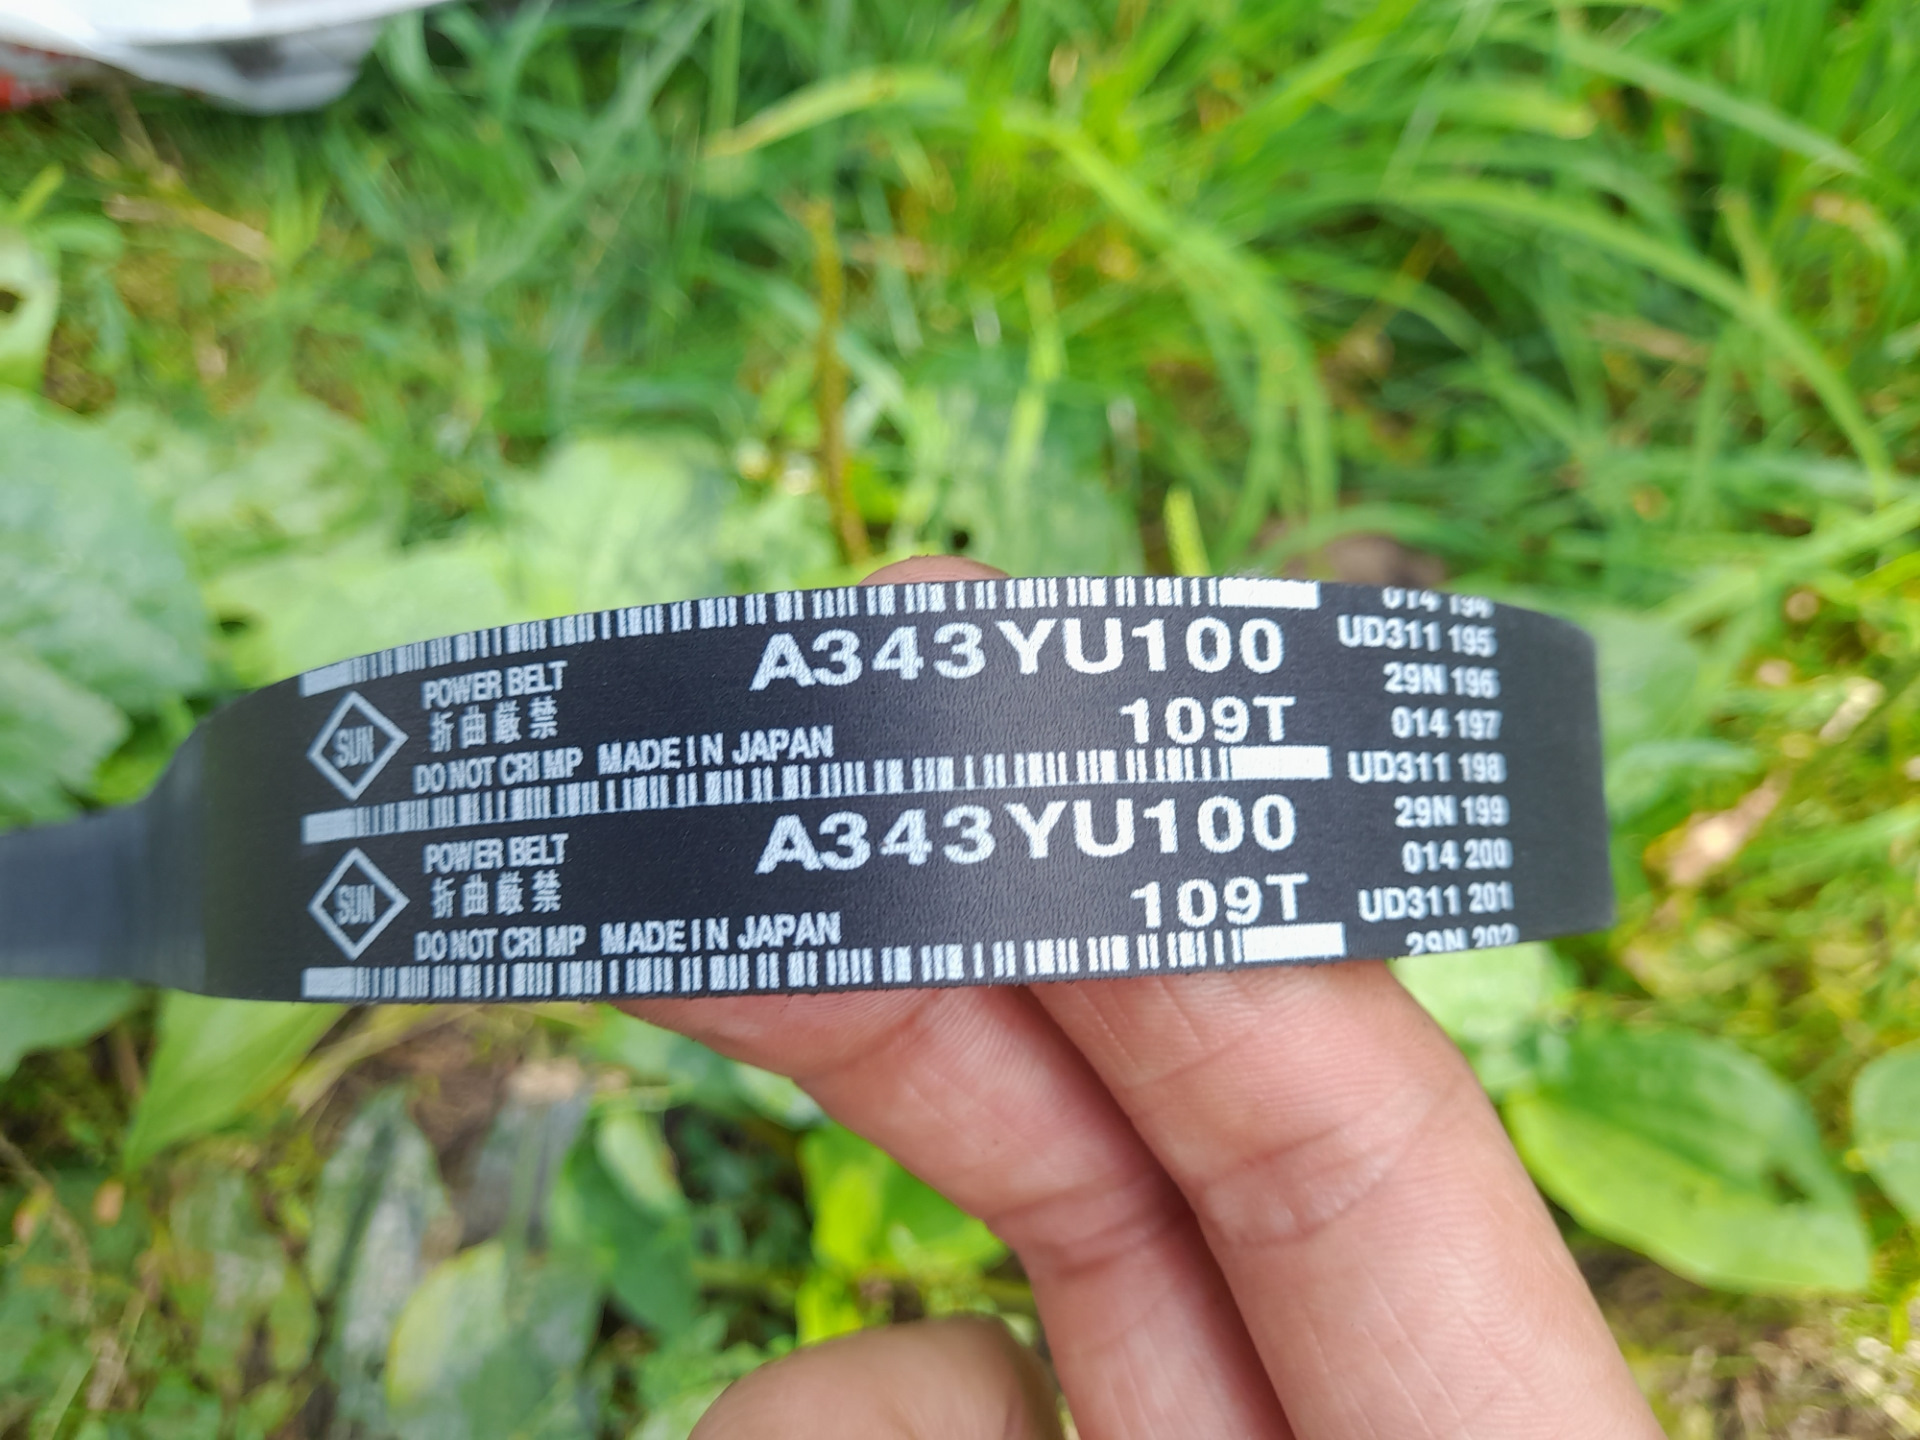 014 194
A343YU100
UD311 195
POWER BELT
29N 196
折曲厳禁
109T
014 197
SUN
DO NOT CRIMP MADE IN JAPAN
UD311 198
A343YU100
29N 199
POWER BELT
014 200
折曲厳禁
109T
UD311 201
SUN
DO NOT CRIMP MADE IN JAPAN
29N 202